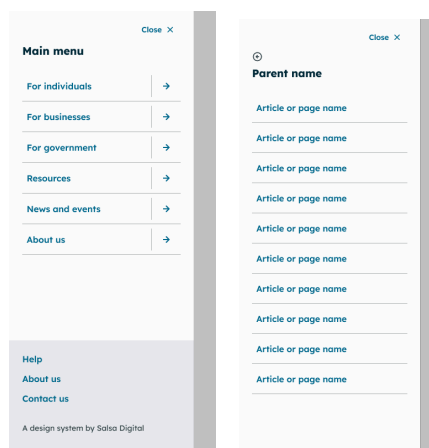 Close ×
Main menu
For individuals
For businesses
For government
Resources
News and events
About us
Help
About us
Contact us
A design system by Salsa Digital
Close ×
Parent name
Article or page name
Article or page name
Article or page name
Article or page name
Article or page name
Article or page name
Article or page name
Article or page name
Article or page name
Article or page name